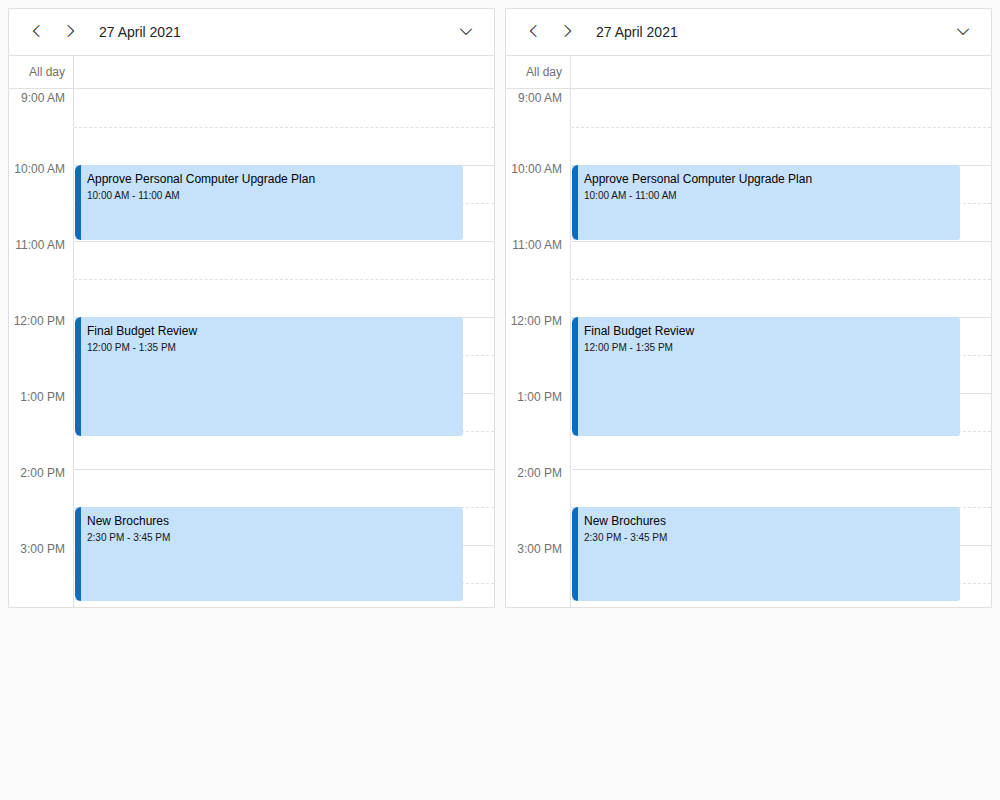 27 April 2021
All day
9:00 AM
10:00 AM
Approve Personal Computer Upgrade Plan
10:00 AM - 11:00 AM
11:00 AM
12:00 PM
Final Budget Review
12:00 PM - 1:35 PM
1:00 PM
2:00 PM
New Brochures
2:30 PM - 3:45 PM
3:00 PM
27 April 2021
All day
9:00 AM
10:00 AM
Approve Personal Computer Upgrade Plan
10:00 AM - 11:00 AM
11:00 AM
12:00 PM
Final Budget Review
12:00 PM - 1:35 PM
1:00 PM
2:00 PM
New Brochures
2:30 PM - 3:45 PM
3:00 PM